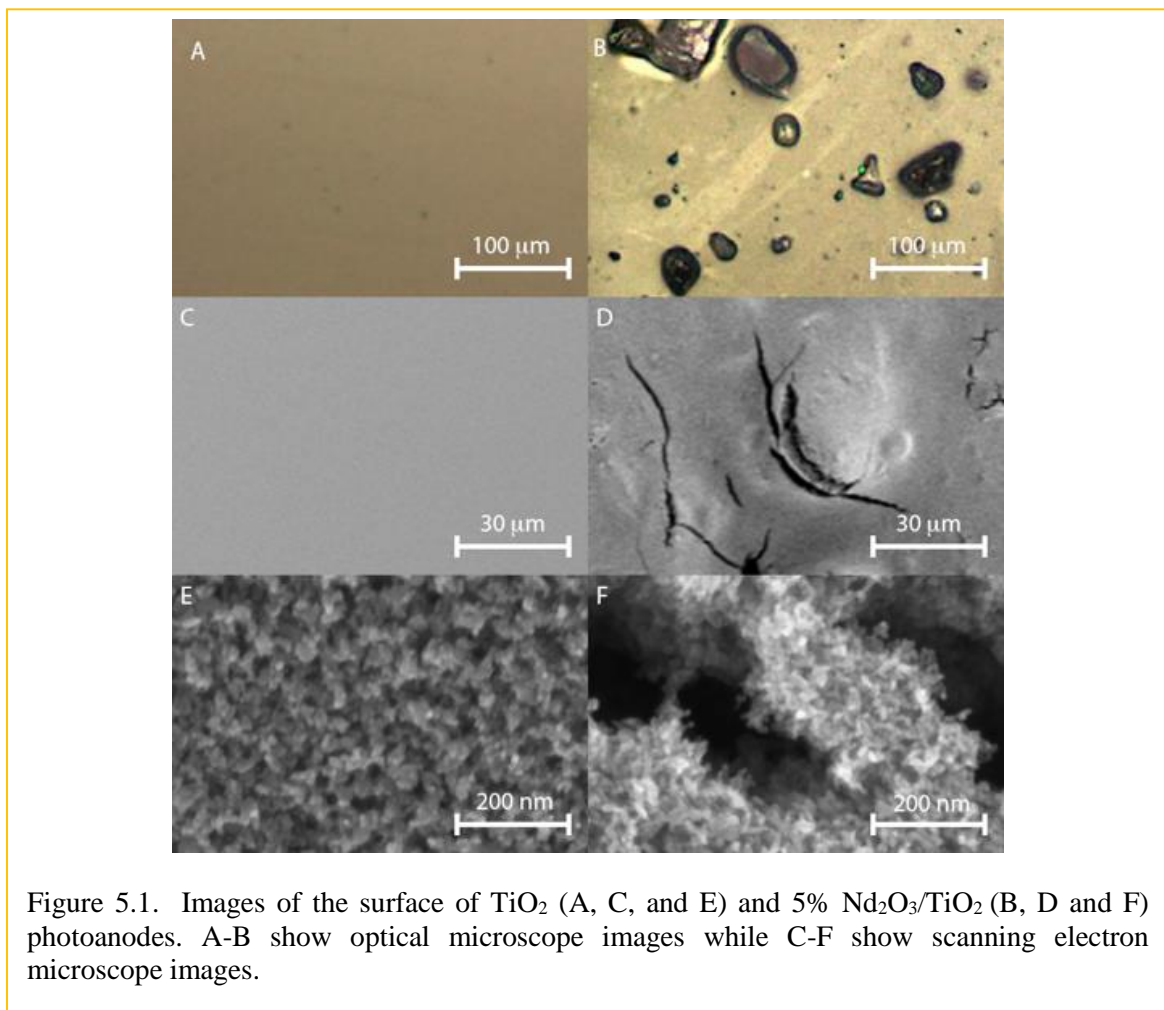 A
B
100 μm
100 μm
C
D
30 μm
30 μm
E
F
200 nm
200 nm
Figure 5.1. Images of the surface of TiO₂ (A, C, and E) and 5% Nd₂O₃/TiO₂ (B, D and F)
photoanodes. A-B show optical microscope images while C-F show scanning electron
microscope images.